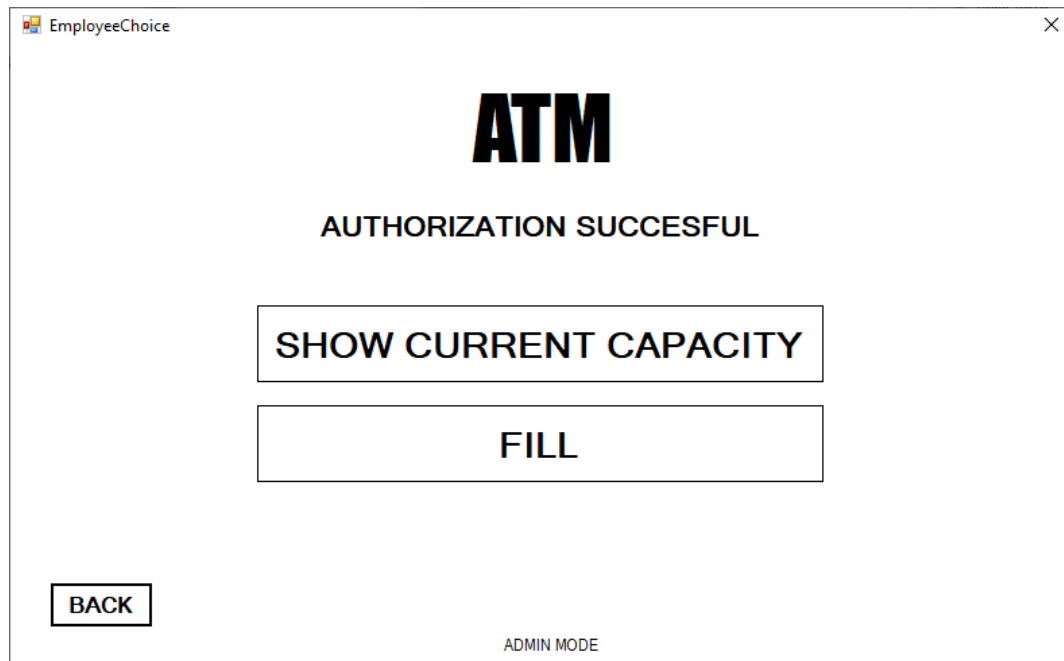 EmployeeChoice
ATM
AUTHORIZATION SUCCESFUL
SHOW CURRENT CAPACITY
FILL
BACK
ADMIN MODE